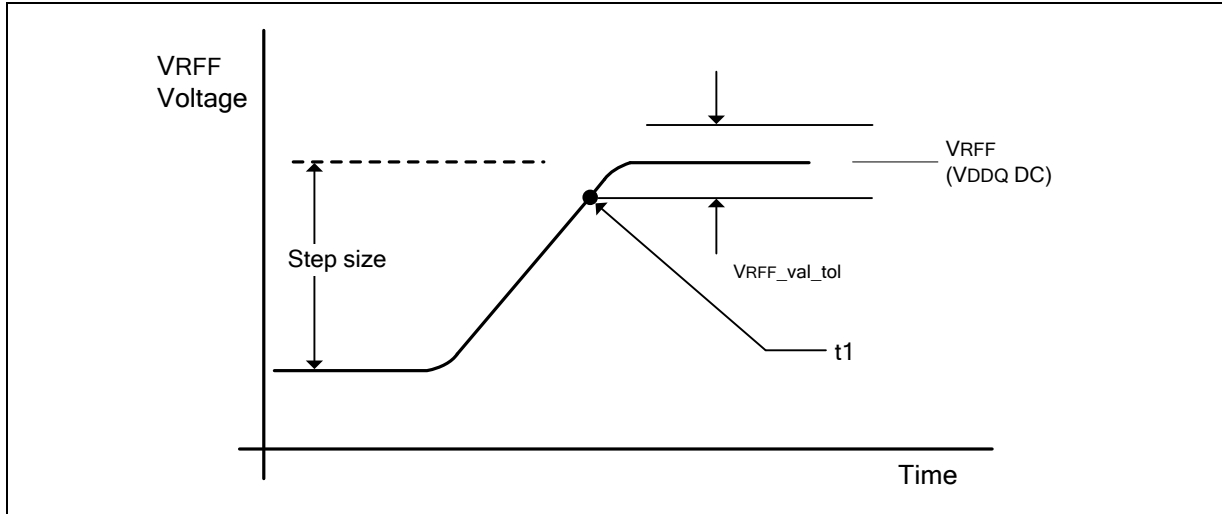 VRFF
Voltage
VRFF
(VDDQ DC)
Step size
VRFF_val_tol
t1
Time